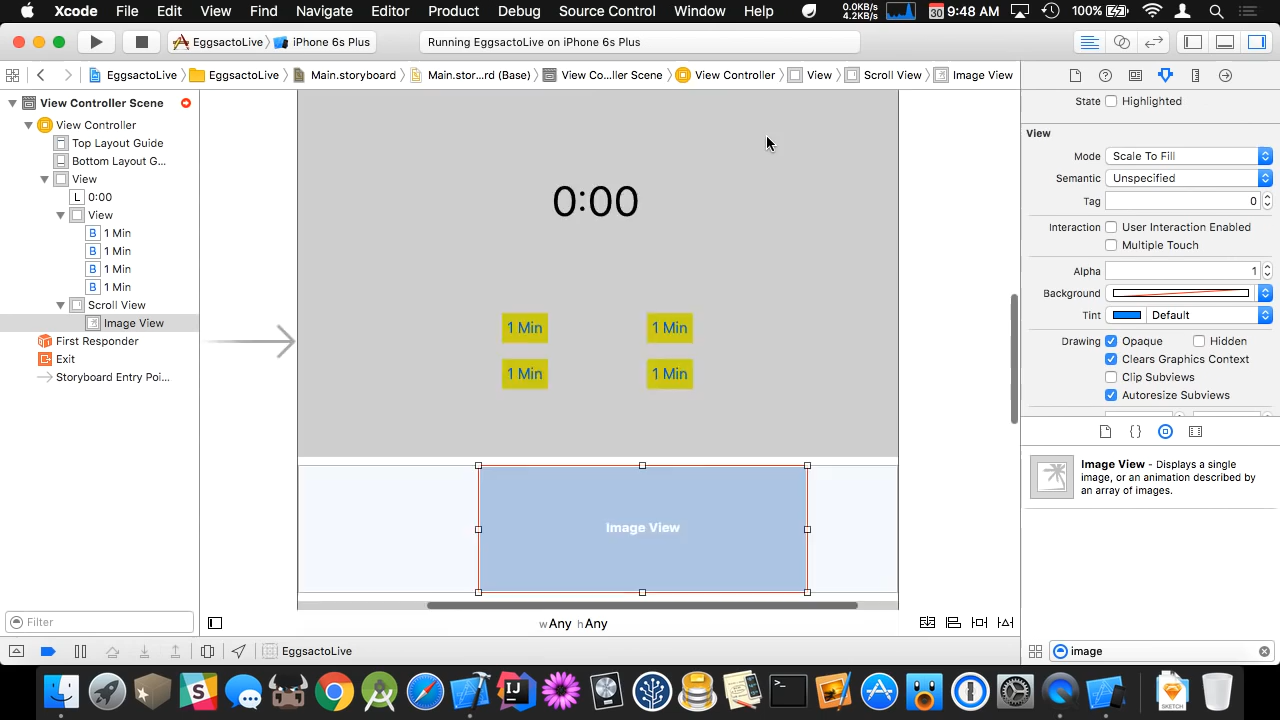 Xcode File Edit View Find Navigate Editor Product Debug Source Control Window Help 0.0KB/s 4.2KB/s 30 9:48 AM 100%
EggsactoLive iPhone 6s Plus Running EggsactoLive on iPhone 6s Plus
EggsactoLive EggsactoLive Main.storyboard Main.stor...rd (Base) View Co...ller Scene View Controller View Scroll View Image View
View Controller Scene
View Controller
Top Layout Guide
Bottom Layout G...
View
L 0:00
View
B 1 Min
B 1 Min
B 1 Min
B 1 Min
Scroll View
Image View
First Responder
Exit
Storyboard Entry Poi...
Filter
0:00
1 Min 1 Min
1 Min 1 Min
Image View
wAny hAny
State Highlighted
View
Mode Scale To Fill
Semantic Unspecified
Tag 0
Interaction User Interaction Enabled
Multiple Touch
Alpha 1
Background
Tint Default
Drawing Opaque Hidden
Clears Graphics Context
Clip Subviews
Autoresize Subviews
{ }
Image View - Displays a single
image, or an animation described by
an array of images.
EggsactoLive
image
IJ
SKETCH